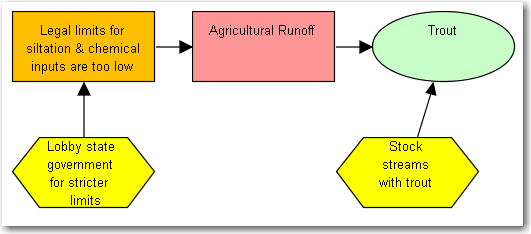 Legal limits for
siltation & chemical
inputs are too low
Agricultural Runoff
Trout
Lobby state
government
for stricter
limits
Stock
streams
with trout